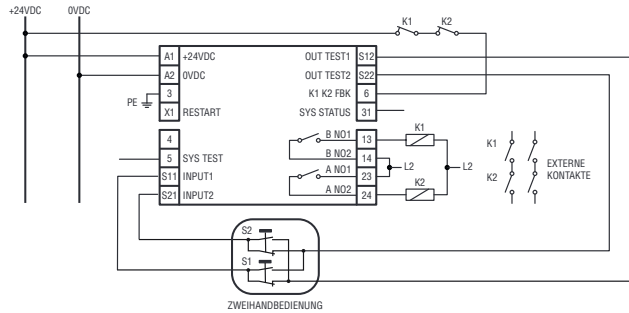 +24VDC 0VDC
K1 K2
A1 +24VDC OUT TEST1 S12
A2 0VDC OUT TEST2 S22
PE 3 K1 K2 FBK 6
X1 RESTART SYS STATUS 31
4 B NO1 13 K1
5 SYS TEST B NO2 14 L2 L2
S11 INPUT1 A NO1 23
S21 INPUT2 A NO2 24 K2
K1
K2
EXTERNE
KONTAKTE
S2
S1
ZWEIHANDBEDIENUNG